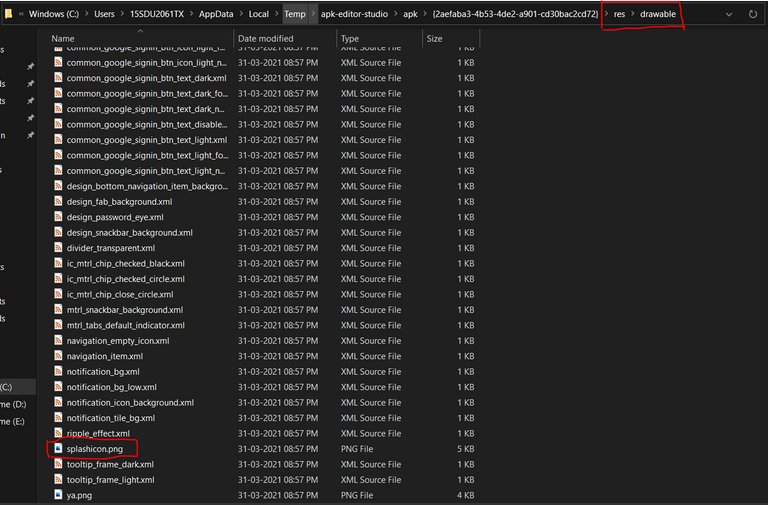 Windows (C:) > Users > 15SDU2061TX > AppData > Local > Temp > apk-editor-studio > apk > {2aefaba3-4b53-4de2-a901-cd30bac2cd72} > res > drawable
Name Date modified Type Size
common_google_signin_btn_icon_light_... 31-03-2021 08:57 PM XML Source File 1 KB
common_google_signin_btn_icon_light_n... 31-03-2021 08:57 PM XML Source File 1 KB
common_google_signin_btn_text_dark.xml 31-03-2021 08:57 PM XML Source File 1 KB
common_google_signin_btn_text_dark_fo... 31-03-2021 08:57 PM XML Source File 1 KB
common_google_signin_btn_text_dark_n... 31-03-2021 08:57 PM XML Source File 1 KB
common_google_signin_btn_text_disable... 31-03-2021 08:57 PM XML Source File 1 KB
common_google_signin_btn_text_light.xml 31-03-2021 08:57 PM XML Source File 1 KB
common_google_signin_btn_text_light_fo... 31-03-2021 08:57 PM XML Source File 1 KB
common_google_signin_btn_text_light_n... 31-03-2021 08:57 PM XML Source File 1 KB
design_bottom_navigation_item_backgro... 31-03-2021 08:57 PM XML Source File 1 KB
design_fab_background.xml 31-03-2021 08:57 PM XML Source File 1 KB
design_password_eye.xml 31-03-2021 08:57 PM XML Source File 1 KB
design_snackbar_background.xml 31-03-2021 08:57 PM XML Source File 1 KB
divider_transparent.xml 31-03-2021 08:57 PM XML Source File 1 KB
ic_mtrl_chip_checked_black.xml 31-03-2021 08:57 PM XML Source File 1 KB
ic_mtrl_chip_checked_circle.xml 31-03-2021 08:57 PM XML Source File 1 KB
ic_mtrl_chip_close_circle.xml 31-03-2021 08:57 PM XML Source File 1 KB
mtrl_snackbar_background.xml 31-03-2021 08:57 PM XML Source File 1 KB
mtrl_tabs_default_indicator.xml 31-03-2021 08:57 PM XML Source File 1 KB
navigation_empty_icon.xml 31-03-2021 08:57 PM XML Source File 1 KB
navigation_item.xml 31-03-2021 08:57 PM XML Source File 1 KB
notification_bg.xml 31-03-2021 08:57 PM XML Source File 1 KB
(C:) notification_bg_low.xml 31-03-2021 08:57 PM XML Source File 1 KB
me (D:) notification_icon_background.xml 31-03-2021 08:57 PM XML Source File 1 KB
me (E:) notification_tile_bg.xml 31-03-2021 08:57 PM XML Source File 1 KB
ripple_effect.xml 31-03-2021 08:57 PM XML Source File 1 KB
splashicon.png 31-03-2021 08:57 PM PNG File 5 KB
tooltip_frame_dark.xml 31-03-2021 08:57 PM XML Source File 1 KB
tooltip_frame_light.xml 31-03-2021 08:57 PM XML Source File 1 KB
ya.png 31-03-2021 08:57 PM PNG File 4 KB